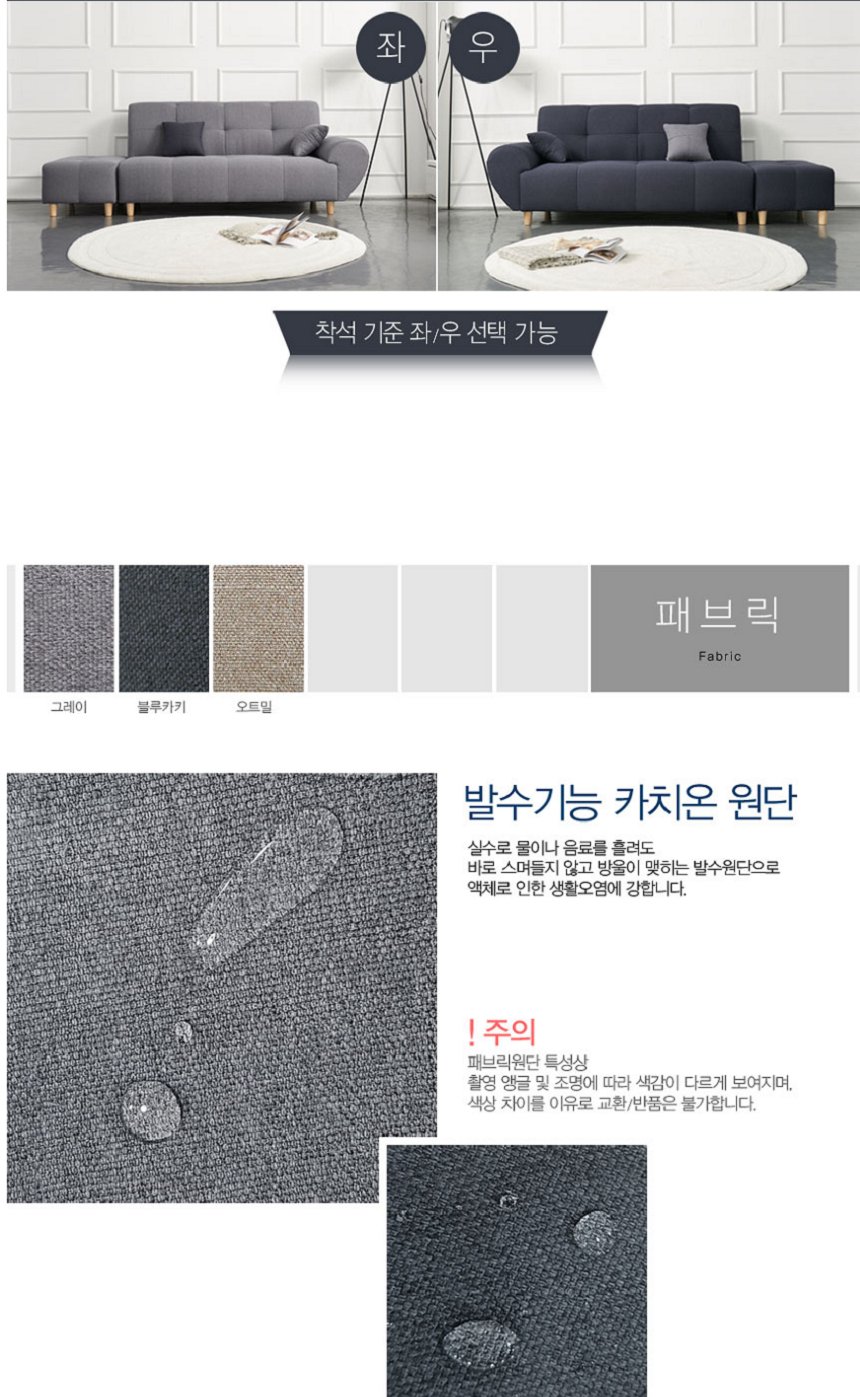 좌
우
착석 기준 좌/우 선택 가능
패브릭
Fabric
그레이
블루카키
오트밀
발수기능 카치온 원단
실수로 물이나 음료를 흘려도
바로 스며들지 않고 방울이 맺히는 발수원단으로
액체로 인한 생활오염에 강합니다.
! 주의
패브릭원단 특성상
촬영 앵글 및 조명에 따라 색감이 다르게 보여지며,
색상 차이를 이유로 교환/반품은 불가합니다.